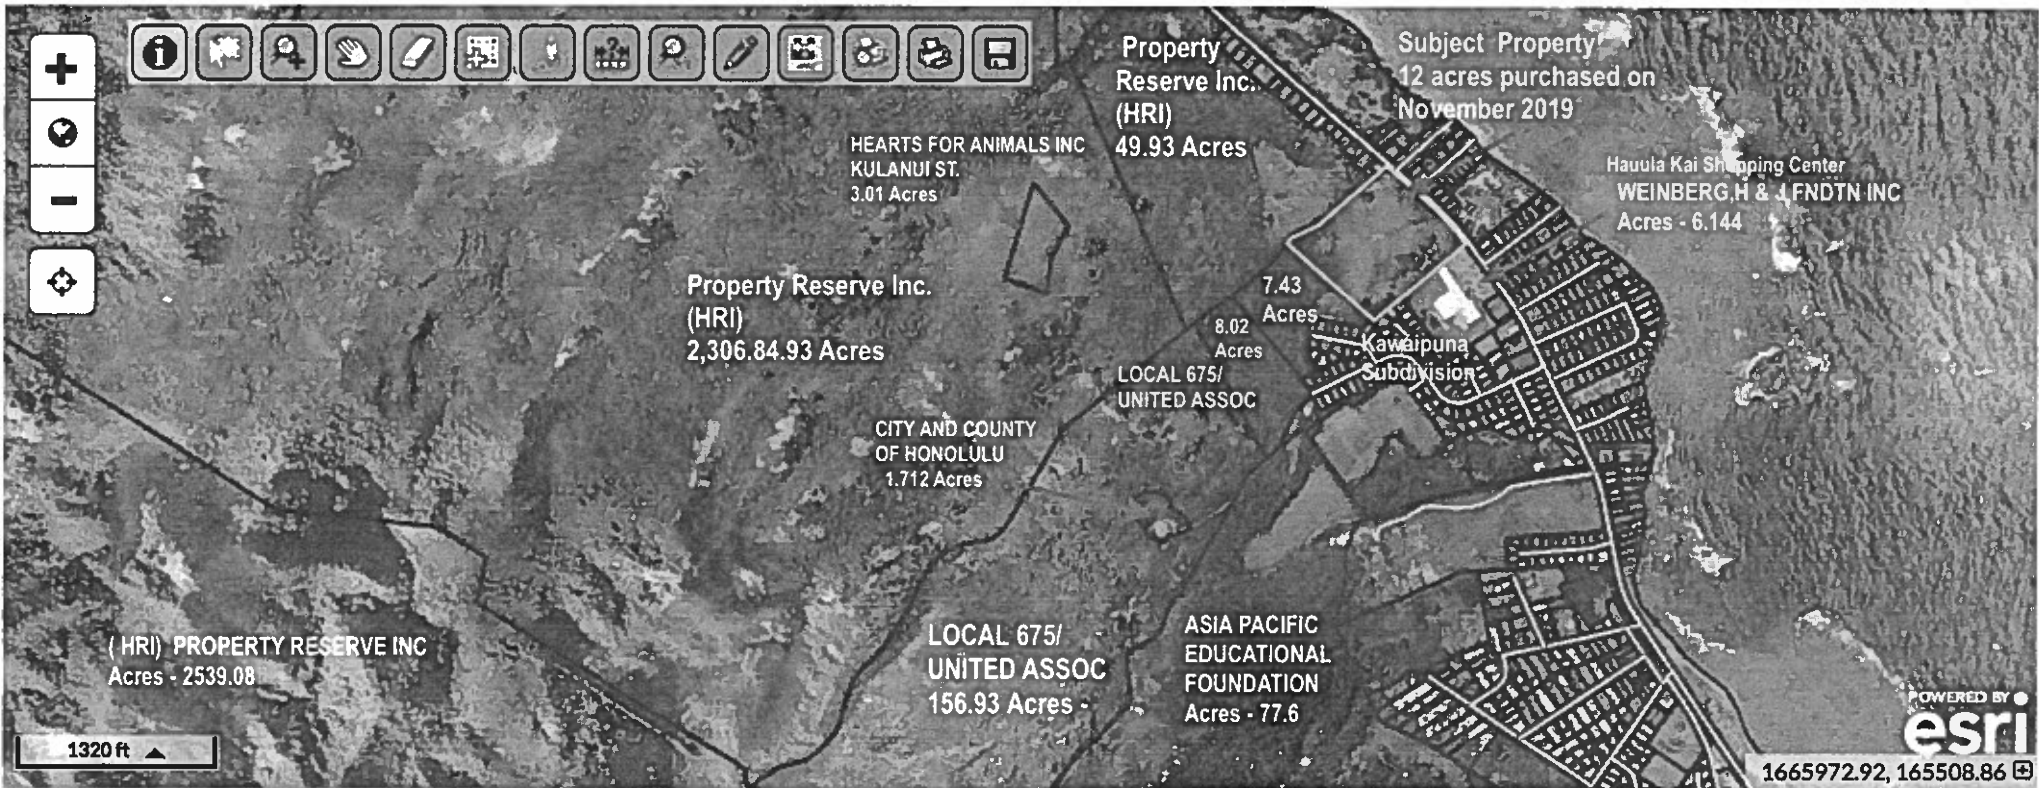 Property
Reserve Inc.
(HRI)
49.93 Acres
Subject Property
12 acres purchased on
November 2019
HEARTS FOR ANIMALS INC
KULANUI ST.
3.01 Acres
Hauula Kai Shopping Center
WEINBERG,H & J,FNDTN INC
Acres - 6.144
Property Reserve Inc.
(HRI)
2,306.84.93 Acres
7.43
Acres
8.02
Acres
Kawaipuna
Subdivision
LOCAL 675/
UNITED ASSOC
CITY AND COUNTY
OF HONOLULU
1.712 Acres
( HRI) PROPERTY RESERVE INC
Acres - 2539.08
LOCAL 675/
UNITED ASSOC
156.93 Acres -
ASIA PACIFIC
EDUCATIONAL
FOUNDATION
Acres - 77.6
POWERED BY
esri
1320 ft
1665972.92, 165508.86